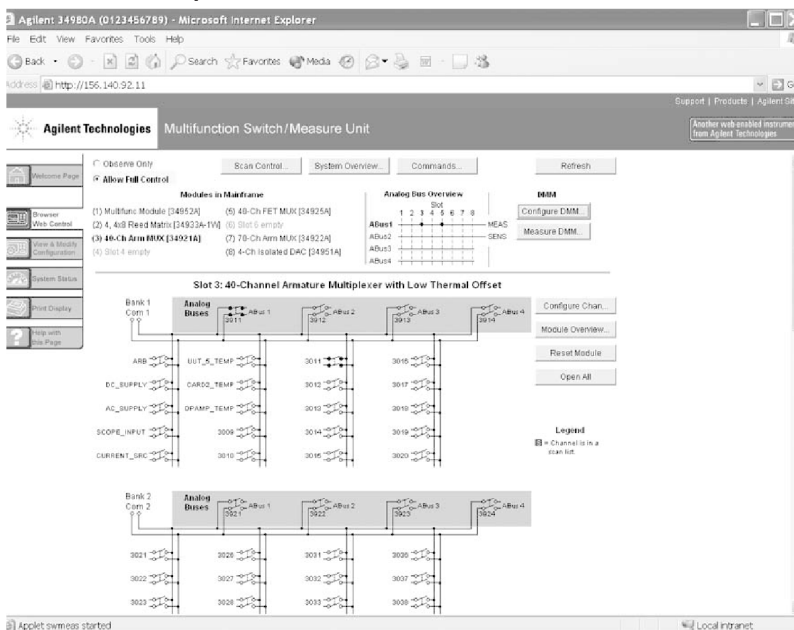 Agilent 34980A (0123456789) - Microsoft Internet Explorer
File Edit View Favorites Tools Help
Back Search Favorites Media
Address http://156.140.92.11
Support | Products | Agilent
Agilent Technologies Multifunction Switch/Measure Unit
Another web-enabled
from Agilent Technologies
Welcome Page
Browser
Web Control
View & Modify
Configuration
System Status
Print Display
Help with
this Page
Observe Only
Allow Full Control
Scan Control... System Overview... Commands... Refresh
Modules in Mainframe
(1) Multifunc Module [34952A] (5) 40-Ch FET MUX [34925A]
(2) 4, 4x8 Reed Matrix [34933A-1W] (6) Slot 6 empty
(3) 40-Ch Arm MUX [34921A] (7) 70-Ch Arm MUX [34922A]
(4) Slot 4 empty (8) 4-Ch Isolated DAC [34951A]
Analog Bus Overview
Slot
1 2 3 4 5 6 7 8
ABus1 MEAS
ABus2 SENS
ABus3
ABus4
DMM
Configure DMM...
Measure DMM...
Slot 3: 40-Channel Armature Multiplexer with Low Thermal Offset
Bank 1
Com 1
Analog
Buses
ABus 1 ABus 2 ABus 3 ABus 4
3911 3912 3913 3914
Configure Chan...
Module Overview...
Reset Module
Open All
ARB UUT_5_TEMP 3011 3016
DC_SUPPLY CARD2_TEMP 3012 3017
AC_SUPPLY OPAMP_TEMP 3013 3018
SCOPE_INPUT 3009 3014 3019
CURRENT_SRC 3010 3015 3020
Legend
= Channel is in a
scan list
Bank 2
Com 2
Analog
Buses
ABus 1 ABus 2 ABus 3 ABus 4
3921 3922 3923 3924
3021 3026 3031 3036
3022 3027 3032 3037
3023 3028 3033 3038
Applet swmeas started Local intranet